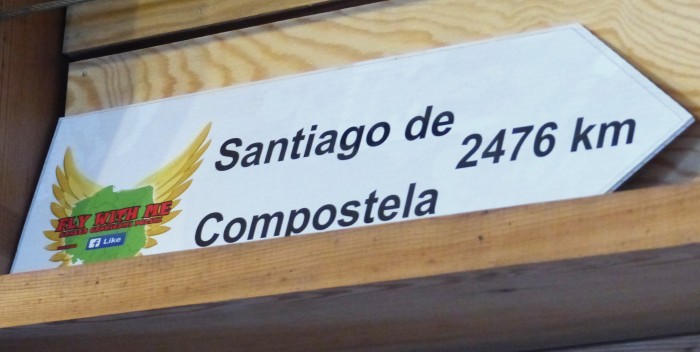 Santiago de
Compostela
2476 km
FLY WITH ME
Like